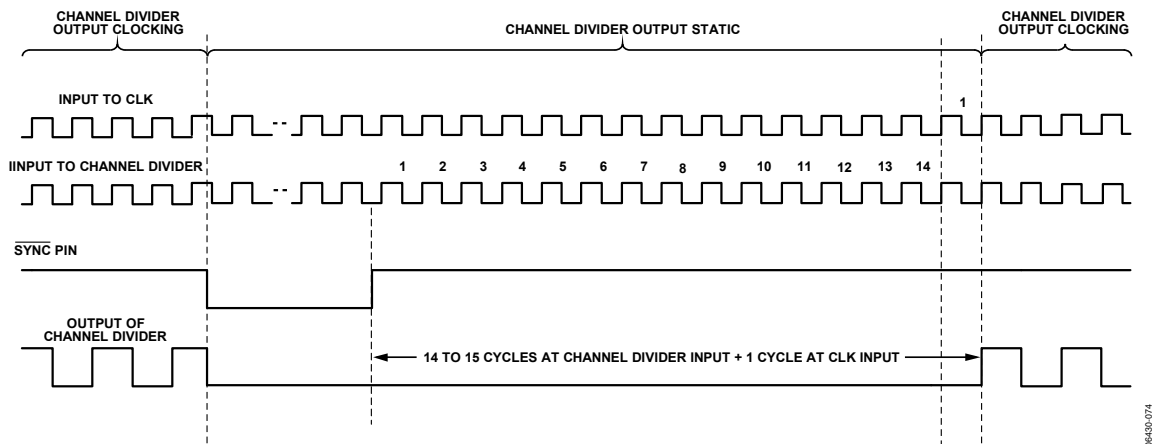 CHANNEL DIVIDER
OUTPUT CLOCKING
CHANNEL DIVIDER OUTPUT STATIC
CHANNEL DIVIDER
OUTPUT CLOCKING
INPUT TO CLK
1
IINPUT TO CHANNEL DIVIDER
1 2 3 4 5 6 7 8 9 10 11 12 13 14
SYNC PIN
OUTPUT OF
CHANNEL DIVIDER
14 TO 15 CYCLES AT CHANNEL DIVIDER INPUT + 1 CYCLE AT CLK INPUT
06430-074